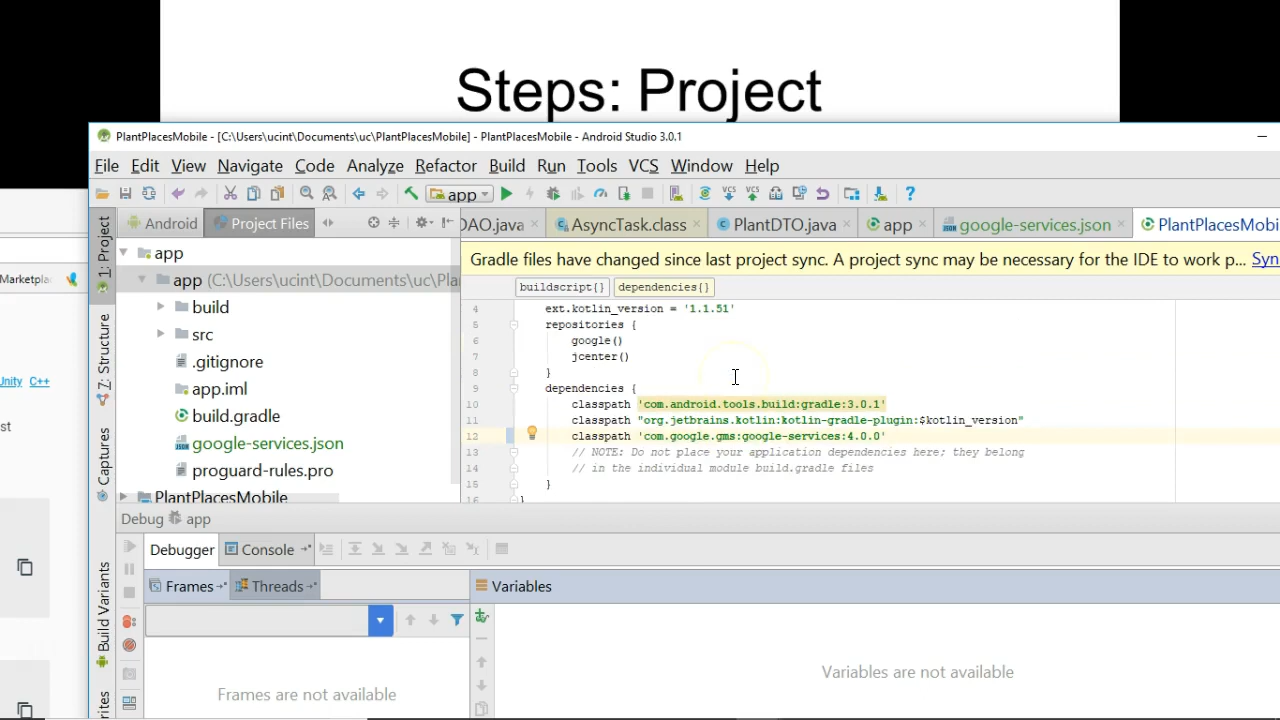 Steps: Project
PlantPlacesMobile - [C:\Users\ucint\Documents\uc\PlantPlacesMobile] - PlantPlacesMobile - Android Studio 3.0.1
File Edit View Navigate Code Analyze Refactor Build Run Tools VCS Window Help
app
Android Project Files DAO.java AsyncTask.class PlantDTO.java app google-services.json PlantPlacesMobi
Gradle files have changed since last project sync. A project sync may be necessary for the IDE to work p... Syn
buildscript{} dependencies{}
1: Project
7: Structure
Captures
Build Variants
rites
app
app (C:\Users\ucint\Documents\uc\Pla
build
src
.gitignore
app.iml
build.gradle
google-services.json
proguard-rules.pro
PlantPlacesMobile
4 ext.kotlin_version = '1.1.51'
5 repositories {
6 google()
7 jcenter()
8 }
9 dependencies {
10 classpath 'com.android.tools.build:gradle:3.0.1'
11 classpath "org.jetbrains.kotlin:kotlin-gradle-plugin:$kotlin_version"
12 classpath 'com.google.gms:google-services:4.0.0'
13 // NOTE: Do not place your application dependencies here; they belong
14 // in the individual module build.gradle files
15 }
16 }
Debug app
Debugger Console
Frames Threads Variables
Frames are not available
Variables are not available
Marketpla
Unity C++
st